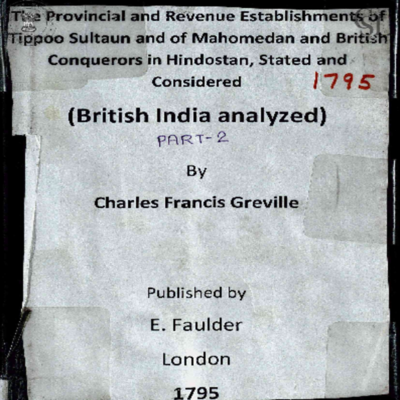 The Provincial and Revenue Establishments of
Tippoo Sultaun and of Mahomedan and British
Conquerors in Hindostan, Stated and
Considered 1795
(British India analyzed)
PART-2
By
Charles Francis Greville
Published by
E. Faulder
London
1795